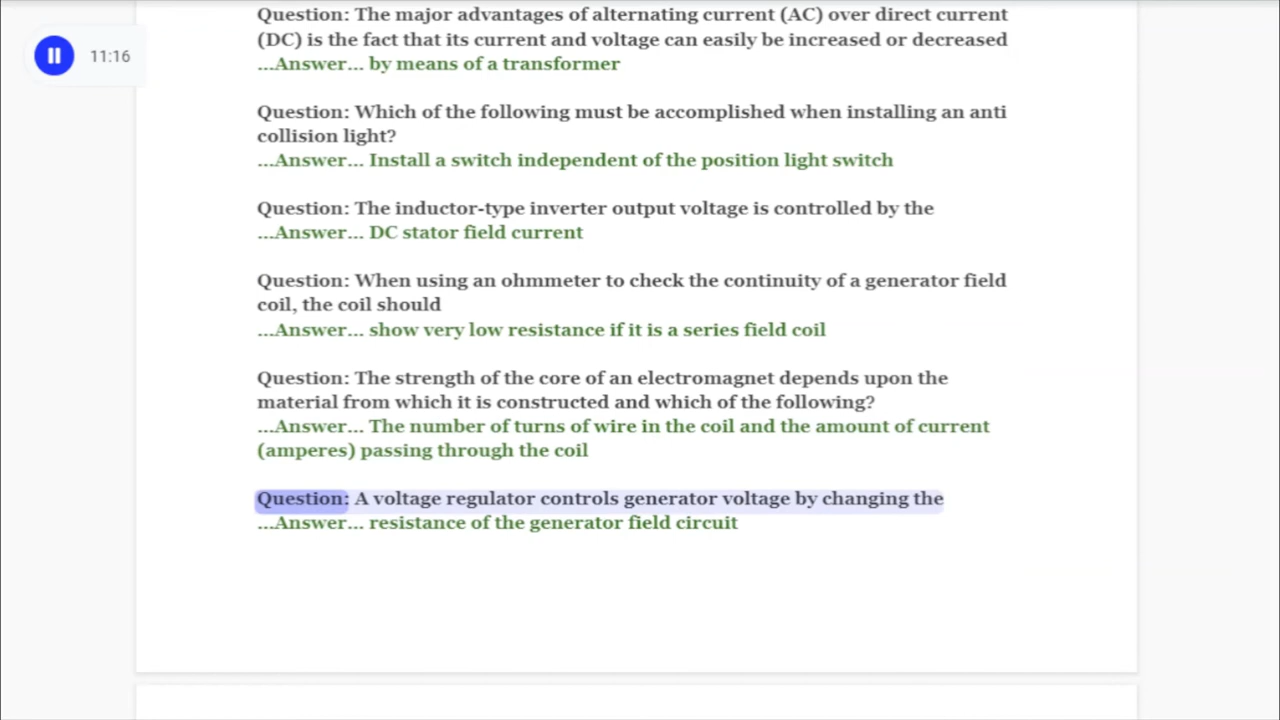 Question: The major advantages of alternating current (AC) over direct current
(DC) is the fact that its current and voltage can easily be increased or decreased
...Answer... by means of a transformer
11:16
Question: Which of the following must be accomplished when installing an anti
collision light?
...Answer... Install a switch independent of the position light switch
Question: The inductor-type inverter output voltage is controlled by the
...Answer... DC stator field current
Question: When using an ohmmeter to check the continuity of a generator field
coil, the coil should
...Answer... show very low resistance if it is a series field coil
Question: The strength of the core of an electromagnet depends upon the
material from which it is constructed and which of the following?
...Answer... The number of turns of wire in the coil and the amount of current
(amperes) passing through the coil
Question: A voltage regulator controls generator voltage by changing the
...Answer... resistance of the generator field circuit